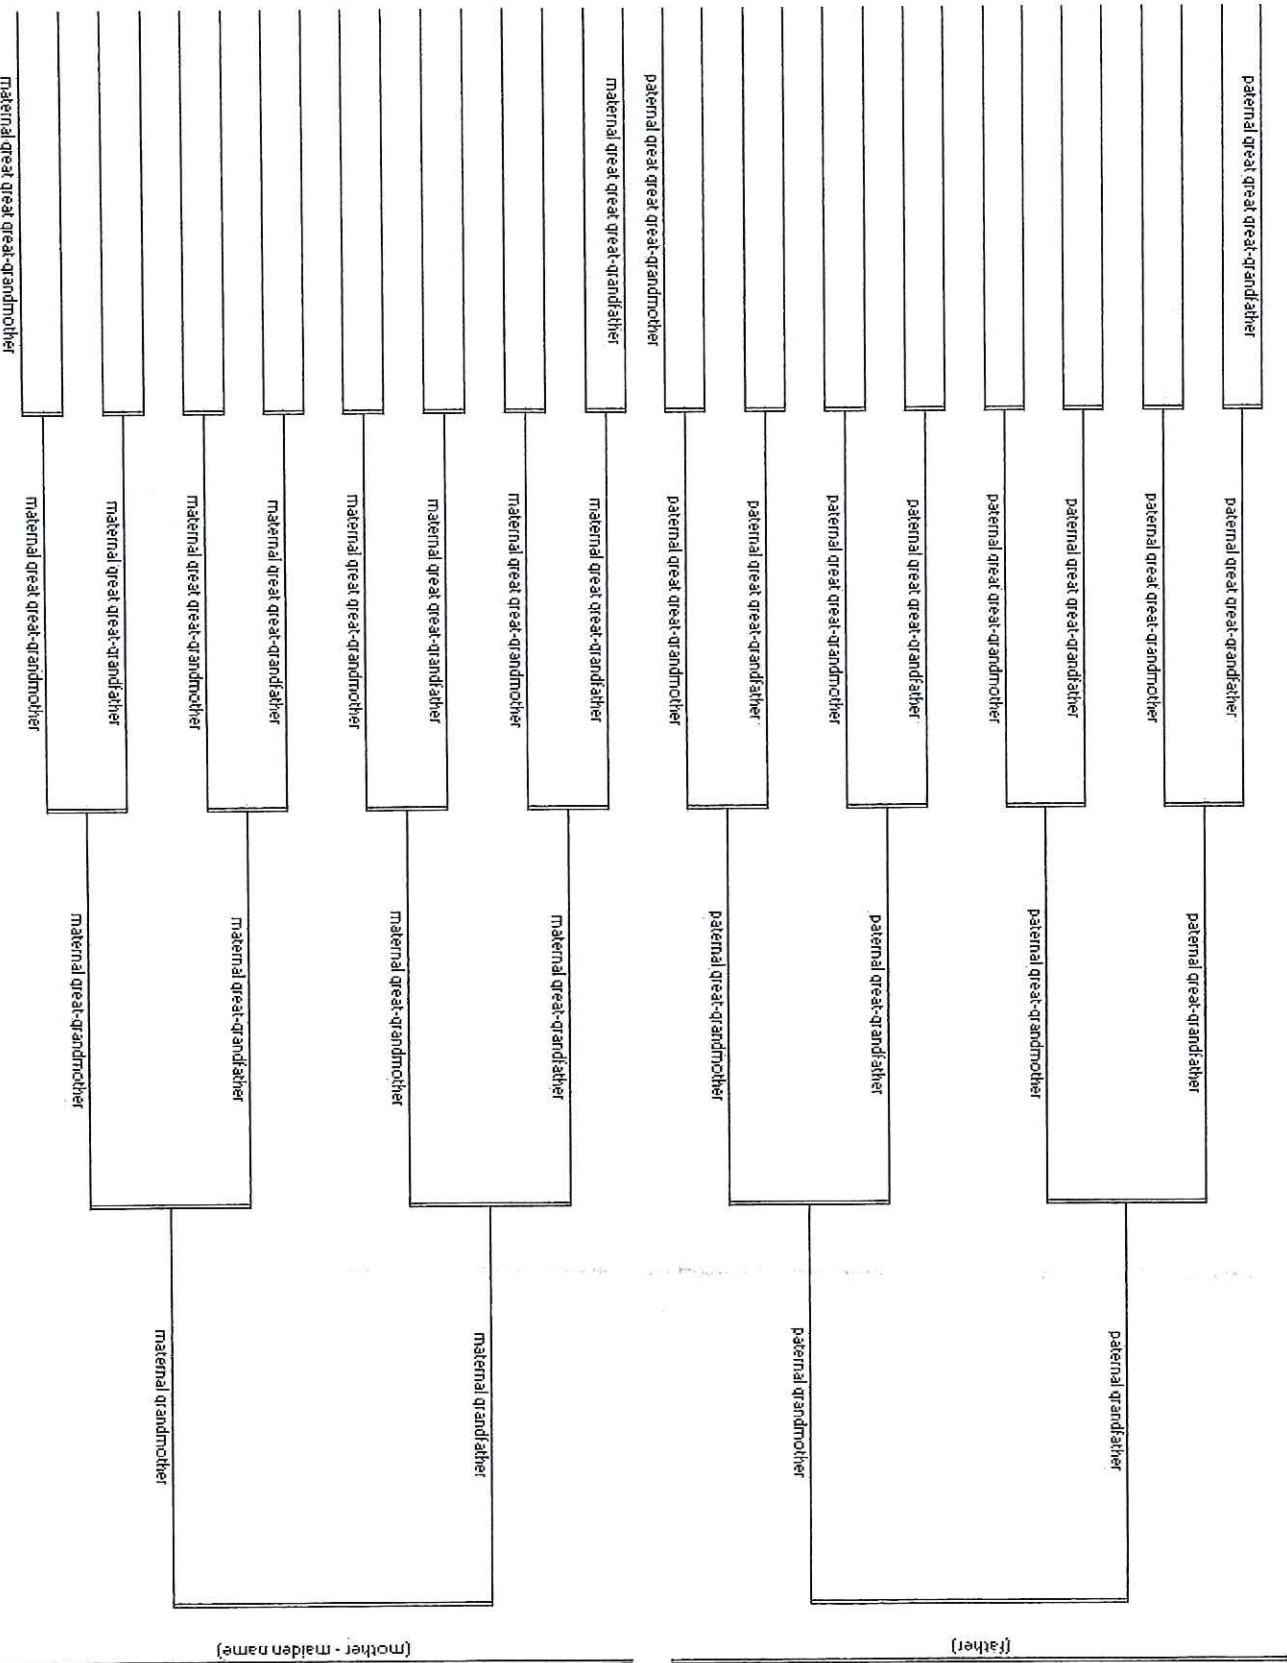 paternal great great great-grandfather
paternal great great-grandfather
paternal great-grandfather
paternal great great-grandmother
paternal grandfather
paternal great great-grandfather
paternal great-grandmother
paternal great great-grandmother
(father)
paternal great great-grandfather
paternal great-grandfather
paternal great great-grandmother
paternal grandmother
paternal great great-grandfather
paternal great-grandmother
paternal great great-grandmother
paternal great great great-grandmother
maternal great great great-grandfather
maternal great great-grandfather
maternal great-grandfather
maternal great great-grandmother
maternal grandfather
maternal great great-grandfather
maternal great-grandmother
maternal great great-grandmother
(mother - maiden name)
maternal great great-grandfather
maternal great-grandfather
maternal great great-grandmother
maternal grandmother
maternal great great-grandfather
maternal great-grandmother
maternal great great-grandmother
maternal great great great-grandmother